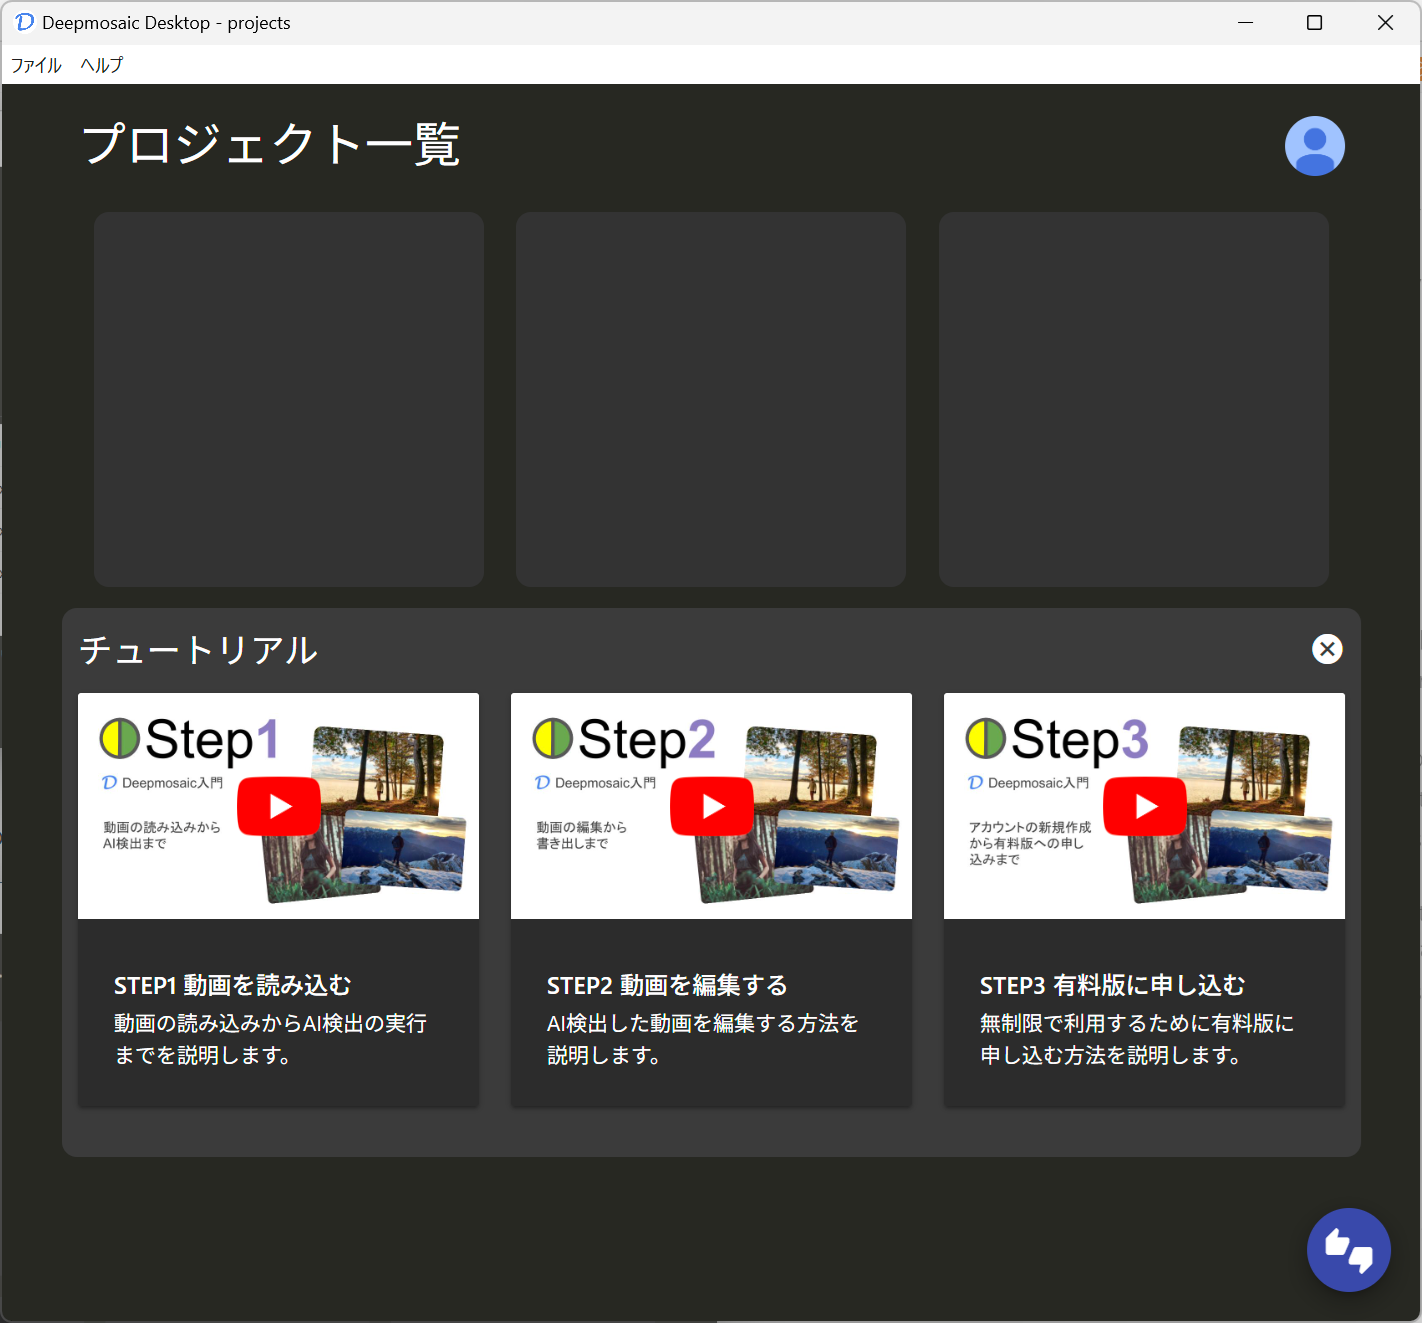 Deepmosaic Desktop - projects
ファイル ヘルプ
プロジェクト一覧
チュートリアル
Step1
Deepmosaic入門
動画の読み込みから
AI検出まで
STEP1 動画を読み込む
動画の読み込みからAI検出の実行
までを説明します。
Step2
Deepmosaic入門
動画の編集から
書き出しまで
STEP2 動画を編集する
AI検出した動画を編集する方法を
説明します。
Step3
Deepmosaic入門
アカウントの新規作成
から有料版への申し
込みまで
STEP3 有料版に申し込む
無制限で利用するために有料版に
申し込む方法を説明します。